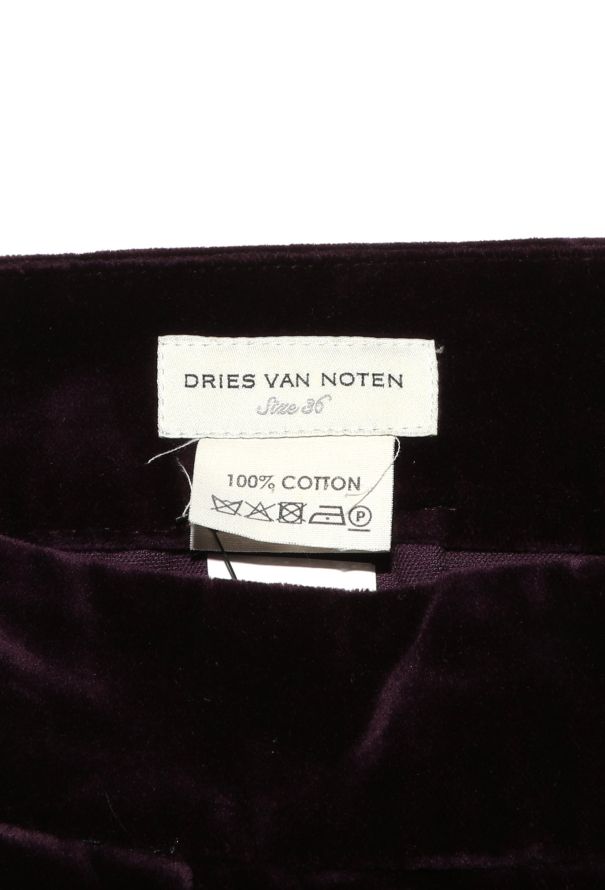 DRIES VAN NOTEN
Size 36
100% COTTON
P